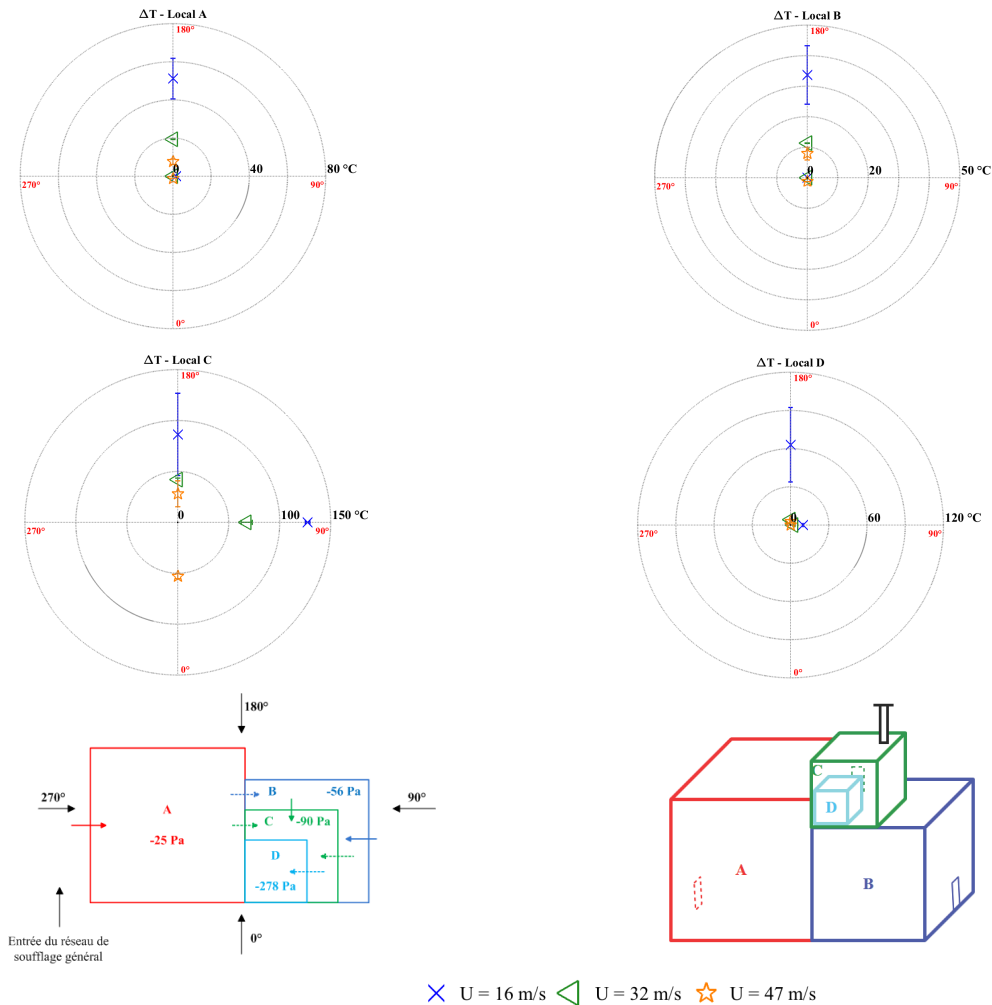 ΔT - Local A
180°
0
40
80 °C
270°
90°
0°
ΔT - Local B
180°
0
20
50 °C
270°
90°
0°
ΔT - Local C
180°
0
100
150 °C
270°
90°
0°
ΔT - Local D
180°
0
60
120 °C
270°
90°
0°
180°
270°
90°
0°
A
-25 Pa
B
-56 Pa
C
-90 Pa
D
-278 Pa
Entrée du réseau de
soufflage général
C
D
A
B
U = 16 m/s
U = 32 m/s
U = 47 m/s